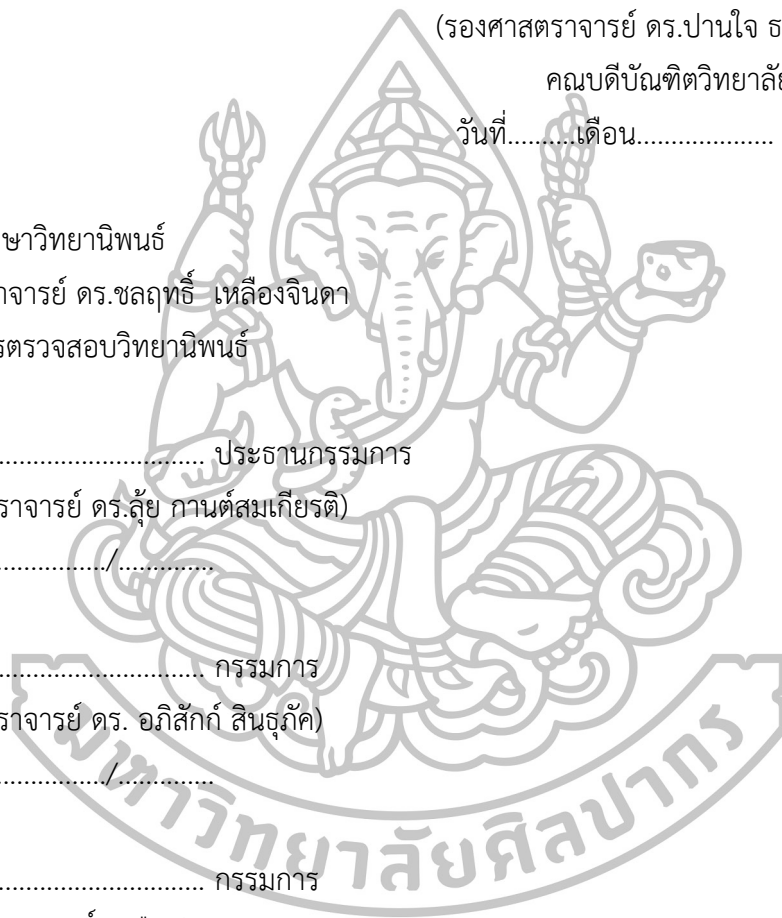 (รองศาสตราจารย์ ดร.ปานใจ
คณบดีบัณฑิตวิทยาลัย
วันที่..........เดือน....................
ษาวิทยานิพนธ์
าจารย์ ดร.ชลฤทธิ์ เหลืองจินดา
รตรวจสอบวิทยานิพนธ์
.............................. ประธานกรรมการ
ราจารย์ ดร.ลุ้ย กานต์สมเกียรติ)
................/..............
.............................. กรรมการ
ราจารย์ ดร. อภิสักก์ สินธุภัค)
................/..............
มหาวิทยาลัยศิลปากร
.............................. กรรมการ